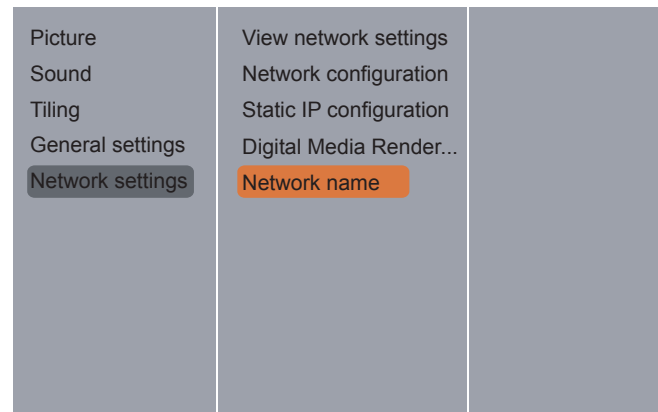 Picture
Sound
Tiling
General settings
Network settings
View network settings
Network configuration
Static IP configuration
Digital Media Render...
Network name